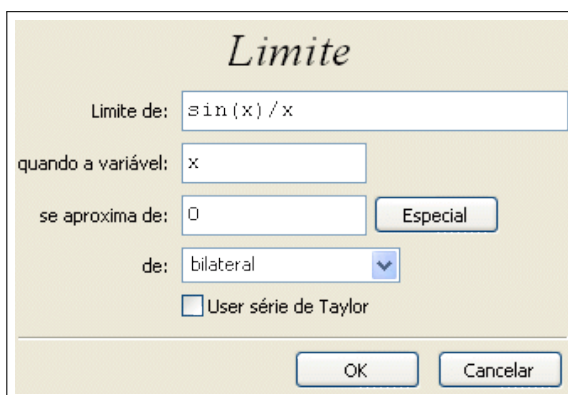 Limite
Limite de: sin(x)/x
quando a variável: x
se aproxima de: 0 Especial
de: bilateral
User série de Taylor
OK Cancelar